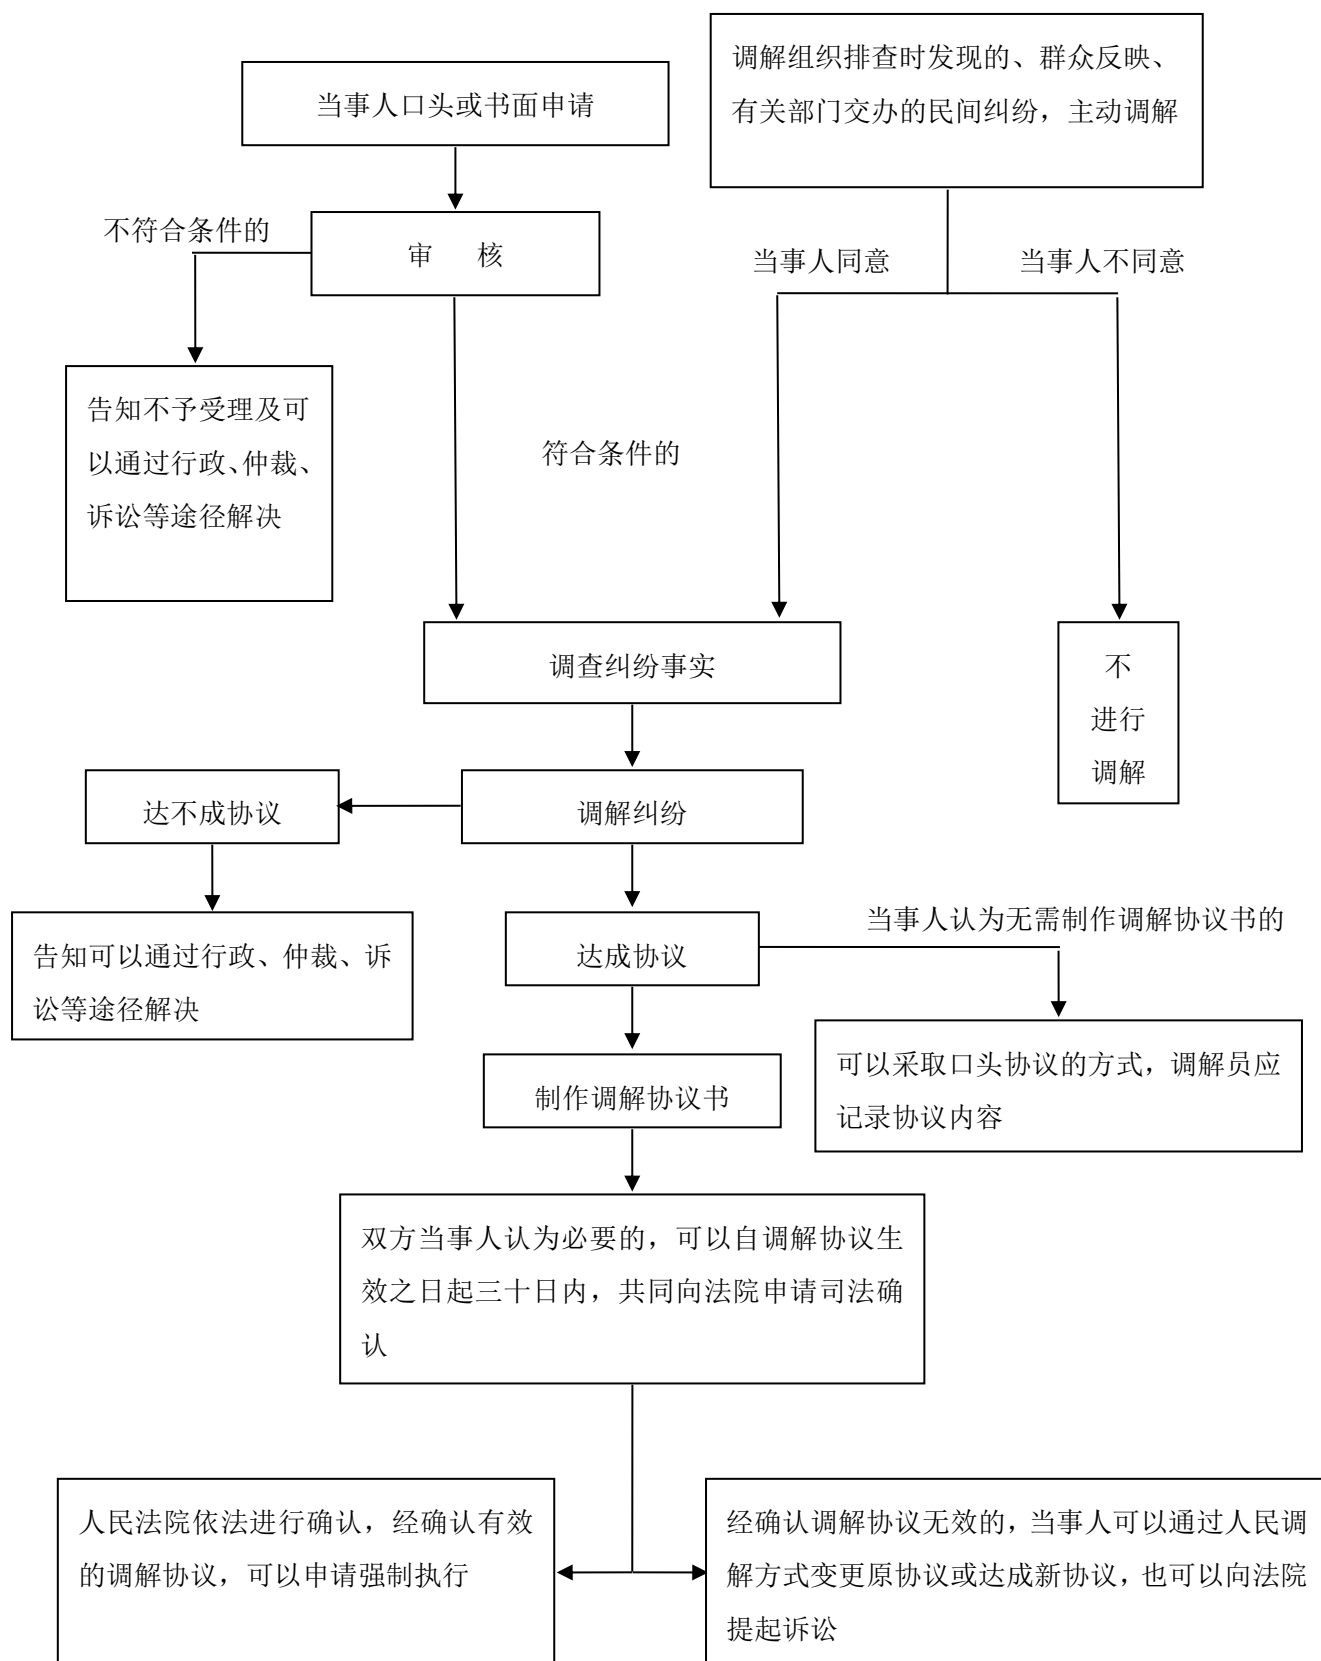 当事人口头或书面申请
调解组织排查时发现的、群众反映、
有关部门交办的民间纠纷，主动调解
不符合条件的
审 核
当事人同意
当事人不同意
告知不予受理及可
以通过行政、仲裁、
诉讼等途径解决
符合条件的
调查纠纷事实
不
进行
调解
达不成协议
调解纠纷
告知可以通过行政、仲裁、诉
讼等途径解决
达成协议
当事人认为无需制作调解协议书的
可以采取口头协议的方式，调解员应
记录协议内容
制作调解协议书
双方当事人认为必要的，可以自调解协议生
效之日起三十日内，共同向法院申请司法确
认
人民法院依法进行确认，经确认有效
的调解协议，可以申请强制执行
经确认调解协议无效的，当事人可以通过人民调
解方式变更原协议或达成新协议，也可以向法院
提起诉讼